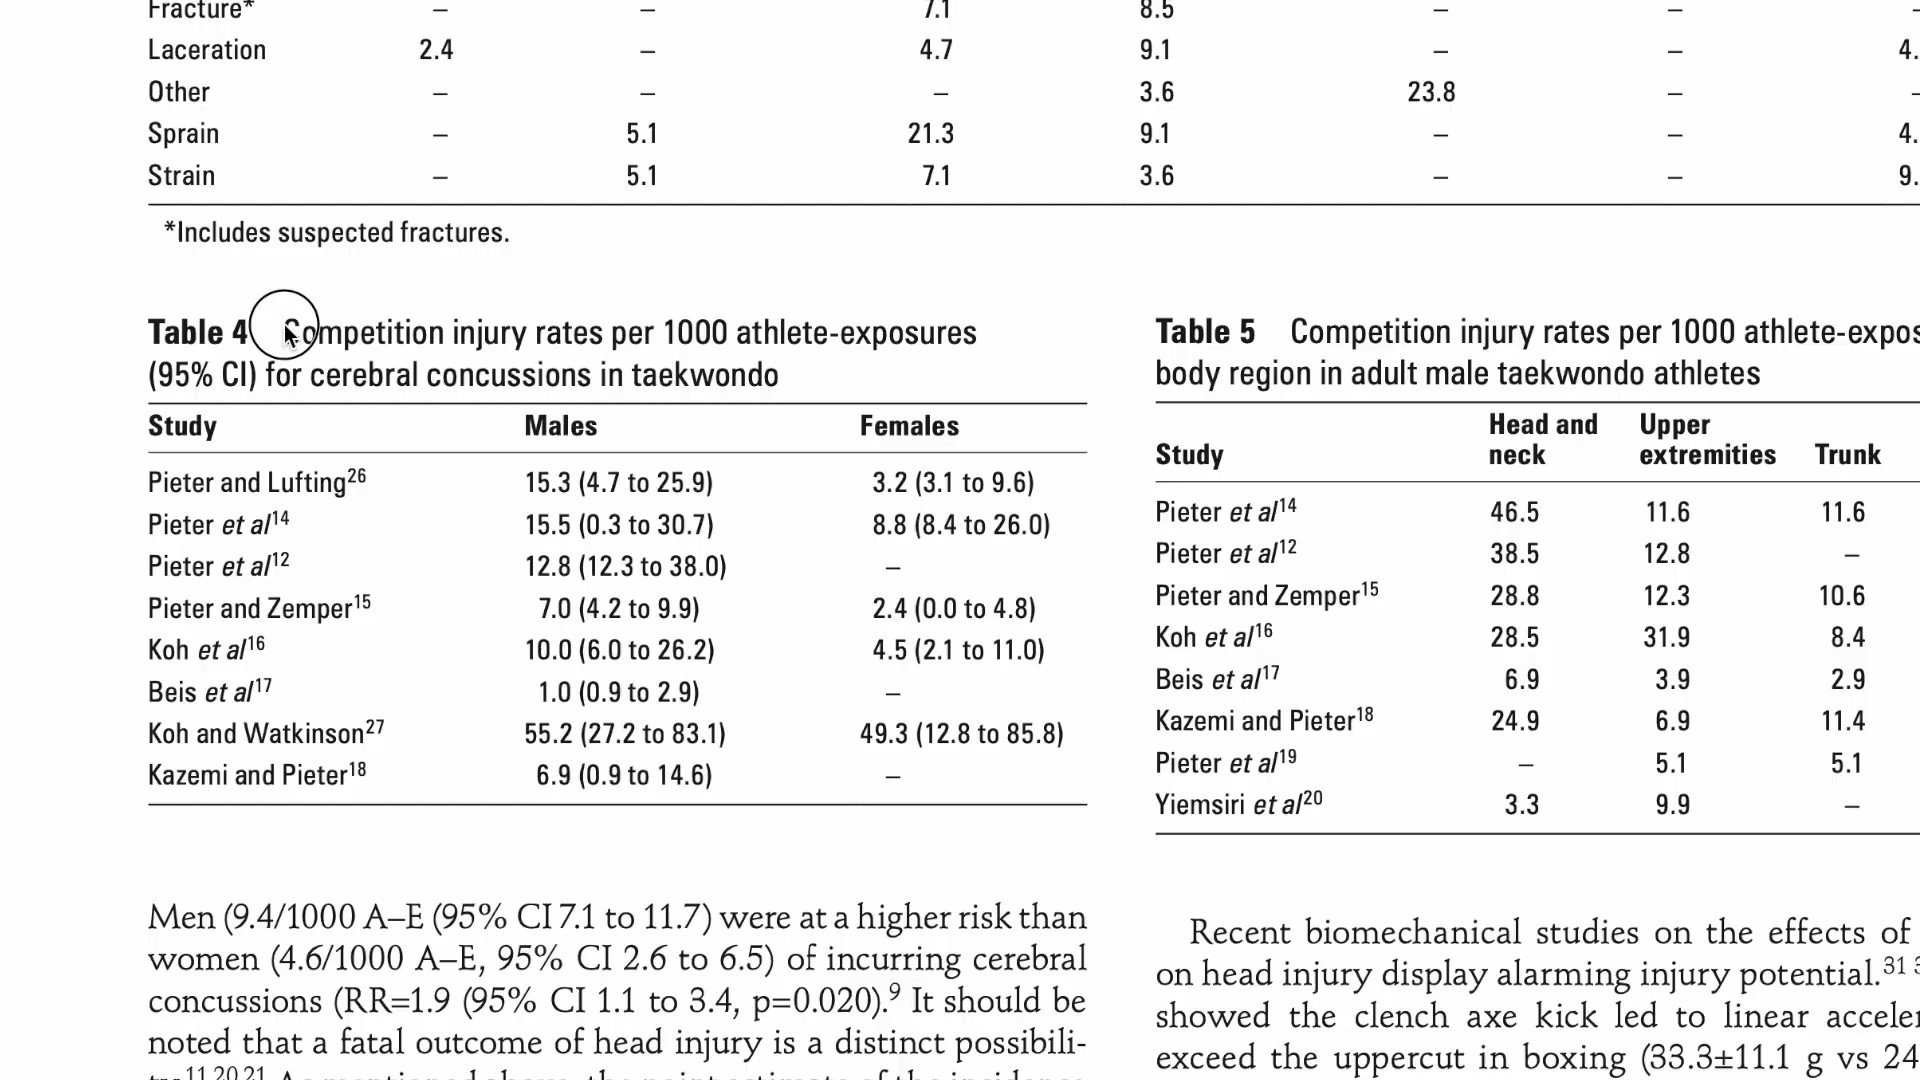 Fracture* – – 7.1 8.5 – –
Laceration 2.4 – 4.7 9.1 – – 4.
Other – – – 3.6 23.8 – –
Sprain – 5.1 21.3 9.1 – – 4.
Strain – 5.1 7.1 3.6 – – 9.
*Includes suspected fractures.
Table 4 Competition injury rates per 1000 athlete-exposures
(95% CI) for cerebral concussions in taekwondo
Study Males Females
Pieter and Lufting26 15.3 (4.7 to 25.9) 3.2 (3.1 to 9.6)
Pieter et al14 15.5 (0.3 to 30.7) 8.8 (8.4 to 26.0)
Pieter et al12 12.8 (12.3 to 38.0) –
Pieter and Zemper15 7.0 (4.2 to 9.9) 2.4 (0.0 to 4.8)
Koh et al16 10.0 (6.0 to 26.2) 4.5 (2.1 to 11.0)
Beis et al17 1.0 (0.9 to 2.9) –
Koh and Watkinson27 55.2 (27.2 to 83.1) 49.3 (12.8 to 85.8)
Kazemi and Pieter18 6.9 (0.9 to 14.6) –
Men (9.4/1000 A–E (95% CI 7.1 to 11.7) were at a higher risk than
women (4.6/1000 A–E, 95% CI 2.6 to 6.5) of incurring cerebral
concussions (RR=1.9 (95% CI 1.1 to 3.4, p=0.020).9 It should be
noted that a fatal outcome of head injury is a distinct possibili-
ty.11 20 21 As mentioned above, the point estimate of the incidence
Table 5 Competition injury rates per 1000 athlete-expos
body region in adult male taekwondo athletes
Study Head and neck Upper extremities Trunk
Pieter et al14 46.5 11.6 11.6
Pieter et al12 38.5 12.8 –
Pieter and Zemper15 28.8 12.3 10.6
Koh et al16 28.5 31.9 8.4
Beis et al17 6.9 3.9 2.9
Kazemi and Pieter18 24.9 6.9 11.4
Pieter et al19 – 5.1 5.1
Yiemsiri et al20 3.3 9.9 –
Recent biomechanical studies on the effects of
on head injury display alarming injury potential.31 3
showed the clench axe kick led to linear acceler
exceed the uppercut in boxing (33.3±11.1 g vs 24